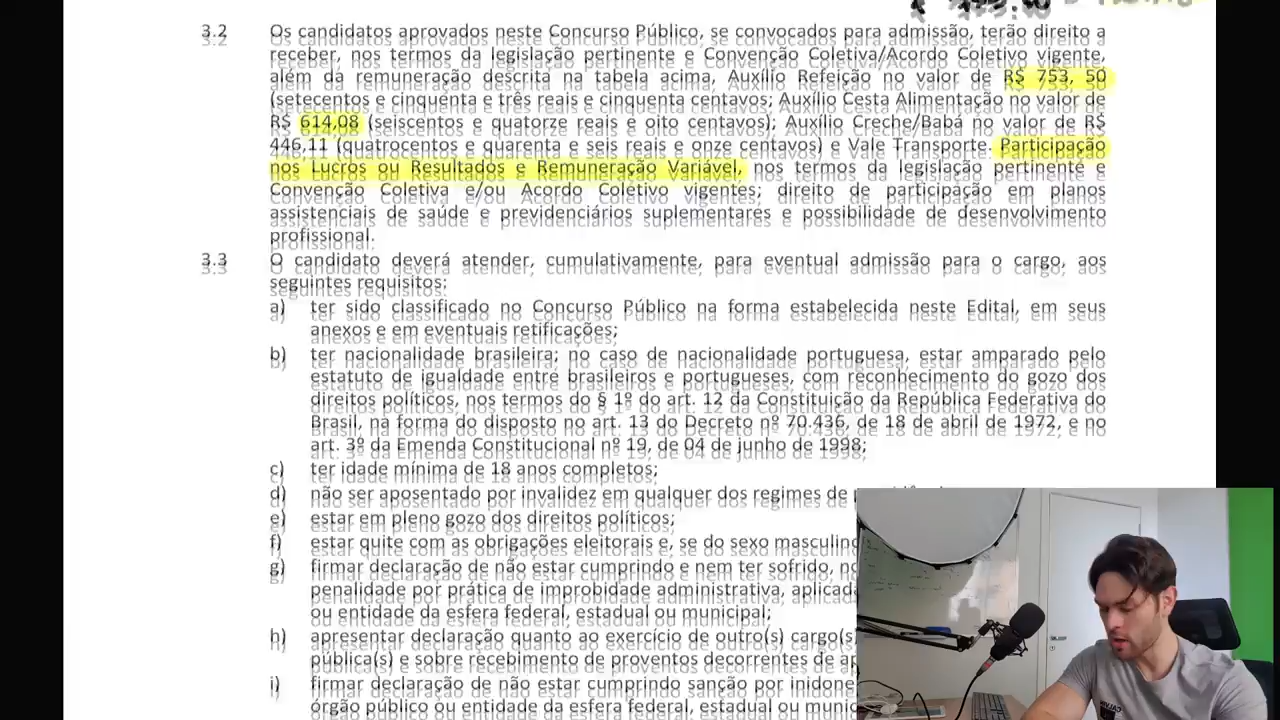 3.2 Os candidatos aprovados neste Concurso Público, se convocados para admissão, terão direito a
receber, nos termos da legislação pertinente e Convenção Coletiva/Acordo Coletivo vigente,
além da remuneração descrita na tabela acima, Auxílio Refeição no valor de R$ 753, 50
(setecentos e cinquenta e três reais e cinquenta centavos; Auxílio Cesta Alimentação no valor de
R$ 614,08 (seiscentos e quatorze reais e oito centavos); Auxílio Creche/Babá no valor de R$
446,11 (quatrocentos e quarenta e seis reais e onze centavos) e Vale Transporte. Participação
nos Lucros ou Resultados e Remuneração Variável, nos termos da legislação pertinente e
Convenção Coletiva e/ou Acordo Coletivo vigentes; direito de participação em planos
assistenciais de saúde e previdenciários suplementares e possibilidade de desenvolvimento
profissional.
3.3 O candidato deverá atender, cumulativamente, para eventual admissão para o cargo, aos
seguintes requisitos:
a) ter sido classificado no Concurso Público na forma estabelecida neste Edital, em seus
anexos e em eventuais retificações;
b) ter nacionalidade brasileira; no caso de nacionalidade portuguesa, estar amparado pelo
estatuto de igualdade entre brasileiros e portugueses, com reconhecimento do gozo dos
direitos políticos, nos termos do § 1º do art. 12 da Constituição da República Federativa do
Brasil, na forma do disposto no art. 13 do Decreto nº 70.436, de 18 de abril de 1972, e no
art. 3º da Emenda Constitucional nº 19, de 04 de junho de 1998;
c) ter idade mínima de 18 anos completos;
d) não ser aposentado por invalidez em qualquer dos regimes de
e) estar em pleno gozo dos direitos políticos;
f) estar quite com as obrigações eleitorais e, se do sexo masculino
g) firmar declaração de não estar cumprindo e nem ter sofrido, no
penalidade por prática de improbidade administrativa, aplicada
ou entidade da esfera federal, estadual ou municipal;
h) apresentar declaração quanto ao exercício de outro(s) cargo(s)
pública(s) e sobre recebimento de proventos decorrentes de
i) firmar declaração de não estar cumprindo sanção por
órgão público ou entidade da esfera federal, estadual ou